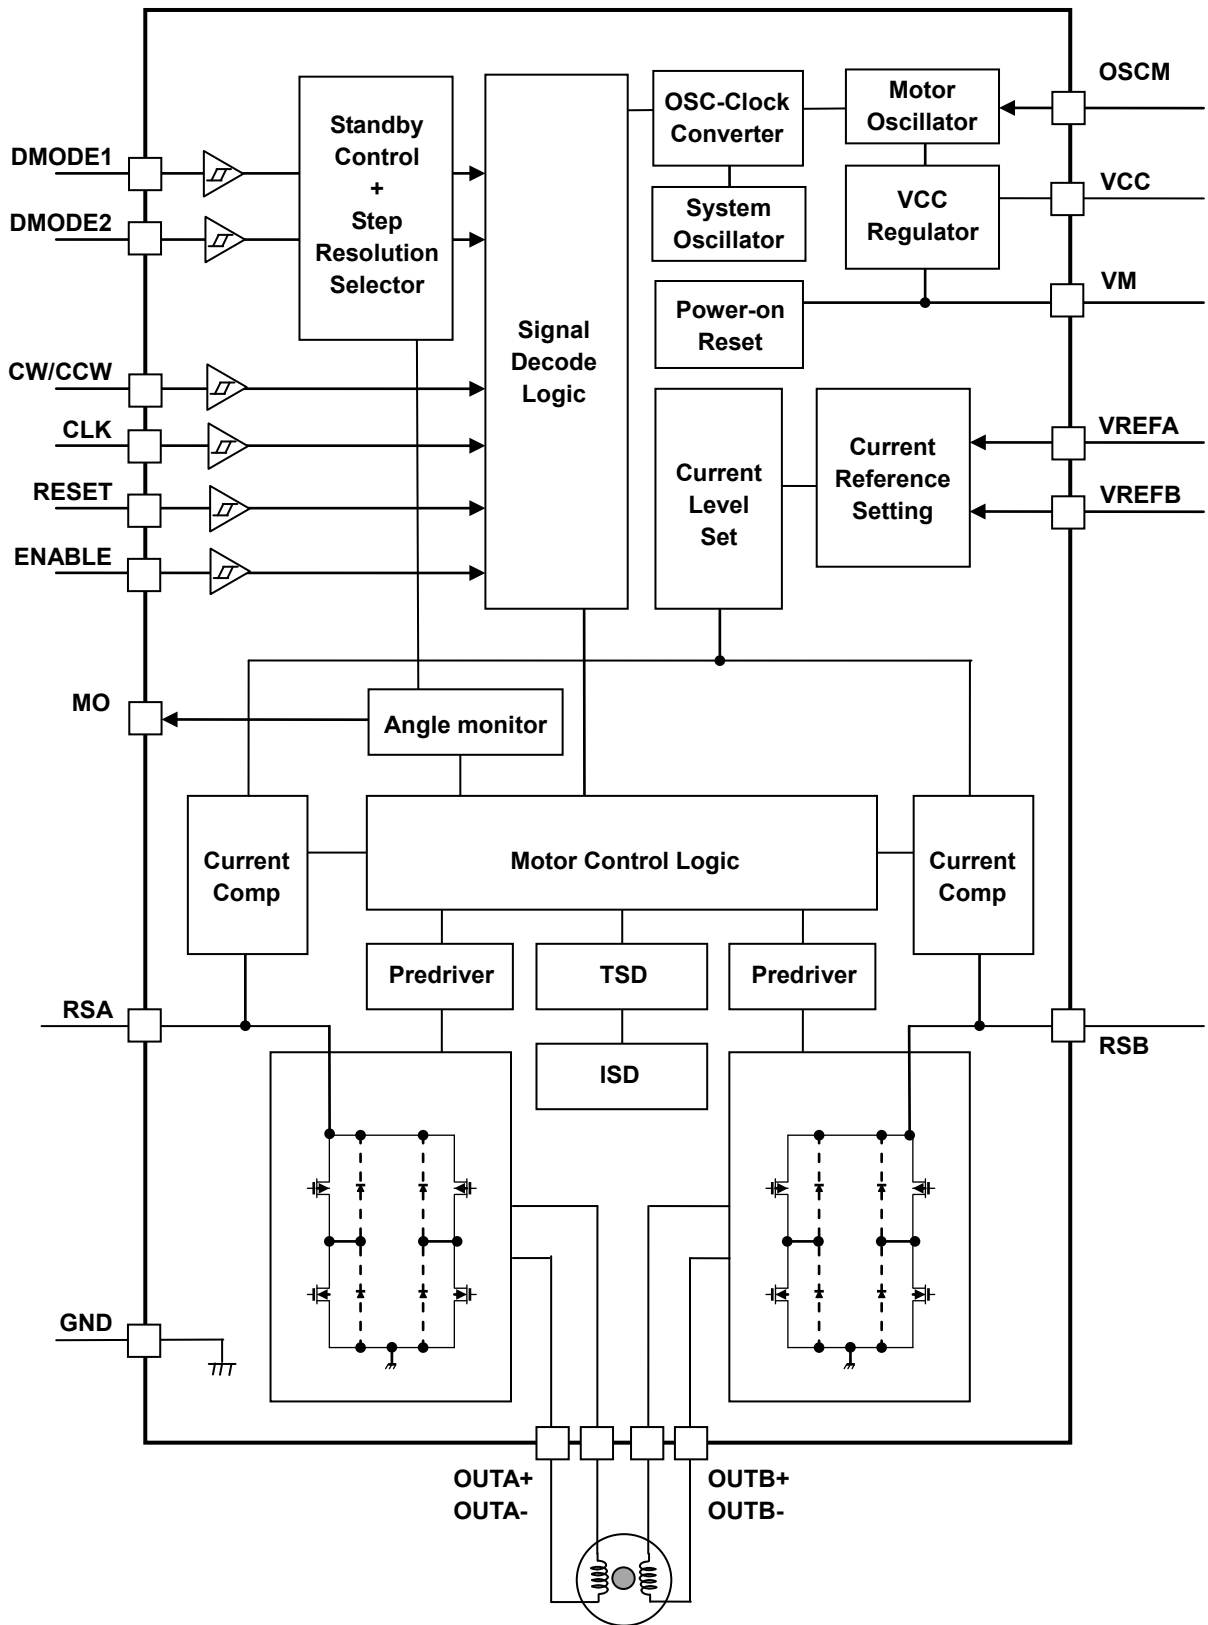 OSCM
Motor
Oscillator
OSC-Clock
Converter
Standby
Control
+
Step
Resolution
Selector
DMODE1
DMODE2
VCC
VCC
Regulator
System
Oscillator
VM
Power-on
Reset
Signal
Decode
Logic
CW/CCW
CLK
RESET
ENABLE
VREFA
VREFB
Current
Reference
Setting
Current
Level
Set
MO
Angle monitor
Current
Comp
Motor Control Logic
Current
Comp
Predriver
TSD
Predriver
RSA
RSB
ISD
GND
OUTA+
OUTA-
OUTB+
OUTB-